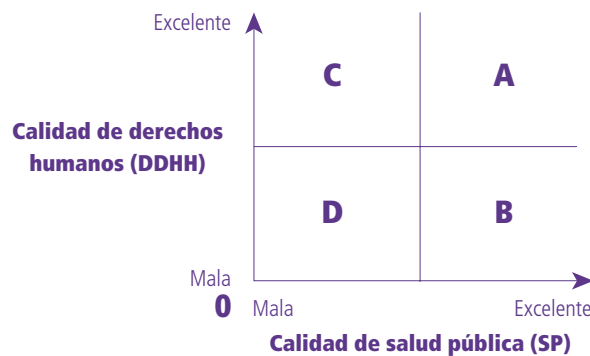 Excelente
C
A
Calidad de derechos
humanos (DDHH)
D
B
Mala
0
Mala
Excelente
Calidad de salud pública (SP)